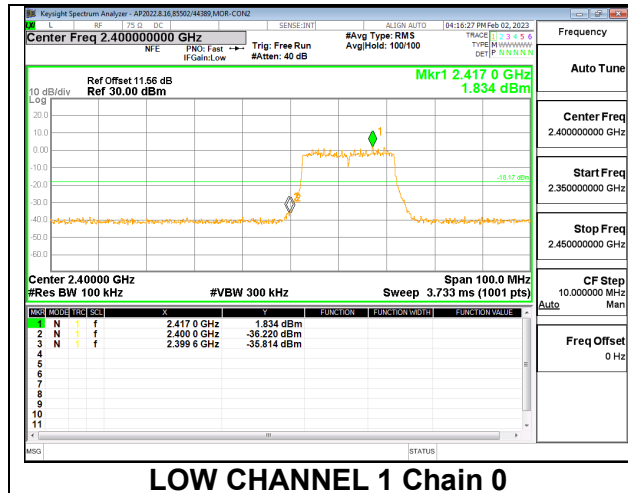 Keysight Spectrum Analyzer - AP2022.8.16,85502/44389,MOR-CON2
L RF 75 Ω DC SENSE:INT ALIGN AUTO 04:16:27 PM Feb 02, 2023
Center Freq 2.400000000 GHz
NFE PNO: Fast IFGain:Low
Trig: Free Run #Atten: 40 dB
#Avg Type: RMS Avg|Hold: 100/100
TRACE 1 2 3 4 5 6
TYPE M WWWWW
DET P NNNNN
Frequency
Mkr1 2.417 0 GHz
1.834 dBm
Ref Offset 11.56 dB
10 dB/div Ref 30.00 dBm
Log
20.0
10.0
0.00
-10.0
-20.0
-30.0
-40.0
-50.0
-60.0
1
-18.17 dBm
Center 2.40000 GHz Span 100.0 MHz
#Res BW 100 kHz #VBW 300 kHz Sweep 3.733 ms (1001 pts)
MKR MODE TRC SCL X Y FUNCTION FUNCTION WIDTH FUNCTION VALUE
1 N 1 f 2.417 0 GHz 1.834 dBm
2 N 1 f 2.400 0 GHz -36.220 dBm
3 N 1 f 2.399 6 GHz -35.814 dBm
4
5
6
7
8
9
10
11
MSG STATUS
Auto Tune
Center Freq
2.400000000 GHz
Start Freq
2.350000000 GHz
Stop Freq
2.450000000 GHz
CF Step
10.000000 MHz
Auto Man
Freq Offset
0 Hz
LOW CHANNEL 1 Chain 0